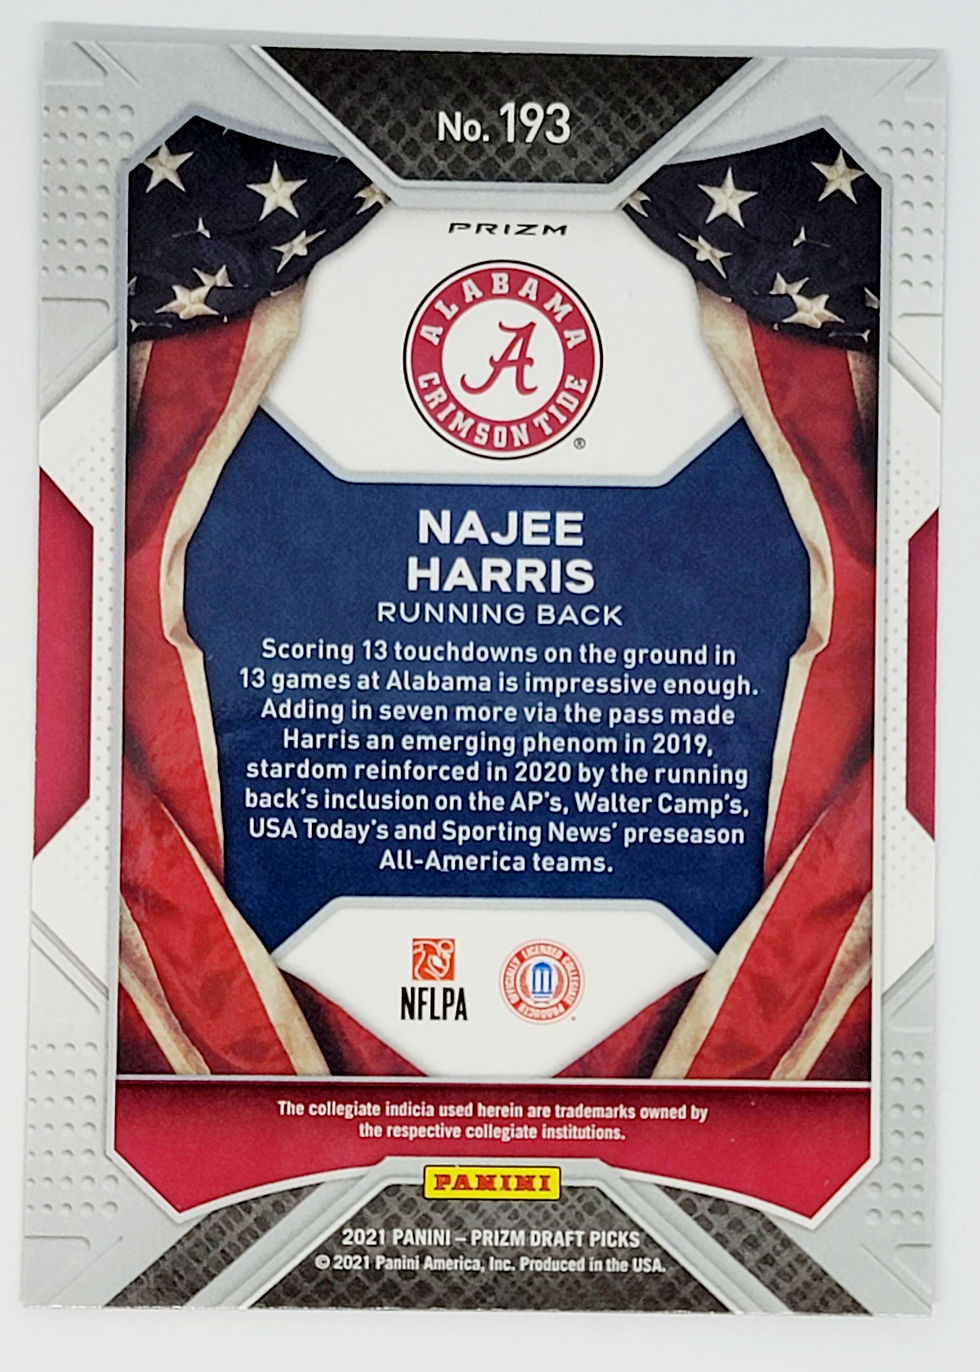 No. 193
PRIZM
ALABAMA
A
CRIMSON TIDE
®
NAJEE
HARRIS
RUNNING BACK
Scoring 13 touchdowns on the ground in
13 games at Alabama is impressive enough.
Adding in seven more via the pass made
Harris an emerging phenom in 2019,
stardom reinforced in 2020 by the running
back's inclusion on the AP's, Walter Camp's,
USA Today's and Sporting News' preseason
All-America teams.
NFLPA
OFFICIALLY LICENSED COLLEGIATE PRODUCTS
The collegiate indicia used herein are trademarks owned by
the respective collegiate institutions.
PANINI
2021 PANINI – PRIZM DRAFT PICKS
© 2021 Panini America, Inc. Produced in the USA.